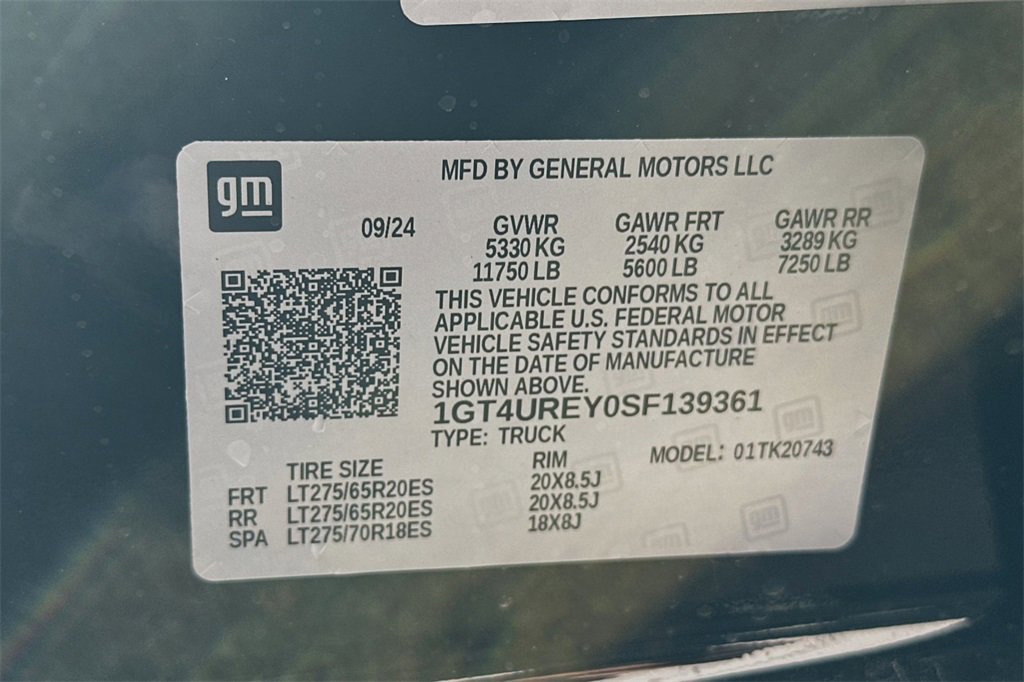 gm
MFD BY GENERAL MOTORS LLC
09/24 GVWR GAWR FRT GAWR RR
5330 KG 2540 KG 3289 KG
11750 LB 5600 LB 7250 LB
THIS VEHICLE CONFORMS TO ALL
APPLICABLE U.S. FEDERAL MOTOR
VEHICLE SAFETY STANDARDS IN EFFECT
ON THE DATE OF MANUFACTURE
SHOWN ABOVE.
1GT4UREY0SF139361
TYPE: TRUCK MODEL: 01TK20743
TIRE SIZE RIM
FRT LT275/65R20ES 20X8.5J
RR LT275/65R20ES 20X8.5J
SPA LT275/70R18ES 18X8J